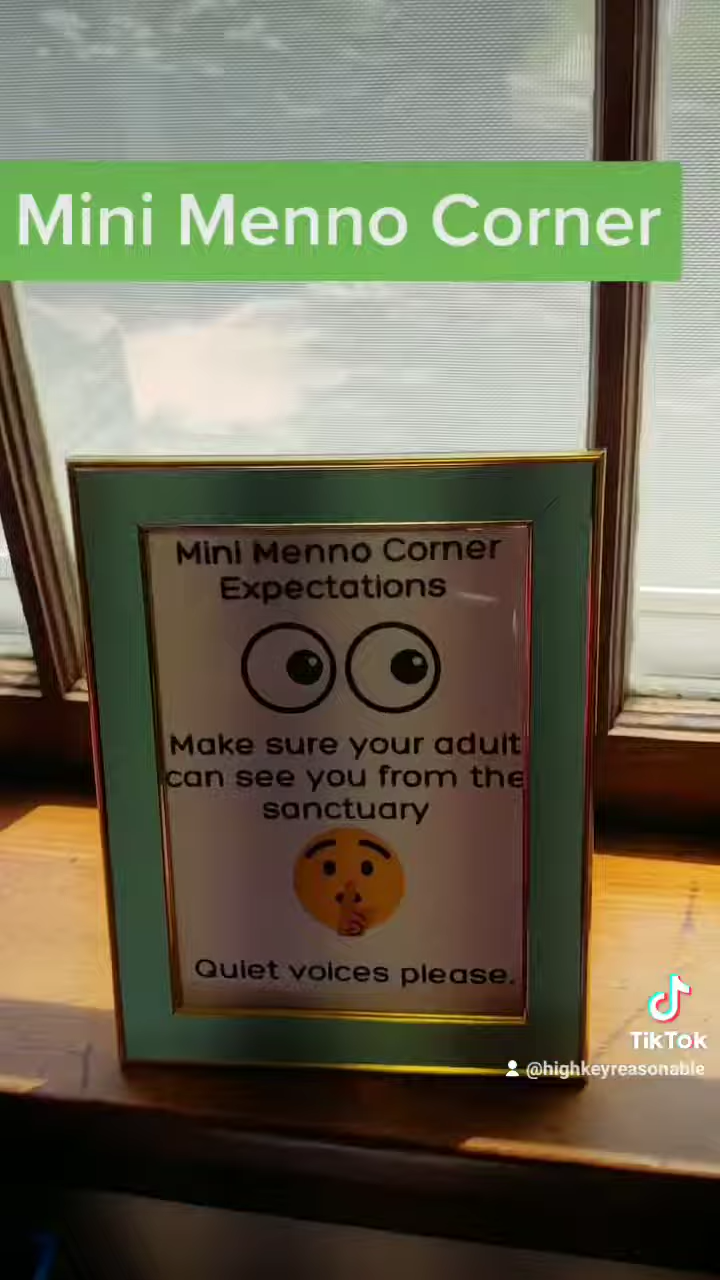 Mini Menno Corner
Mini Menno Corner
Expectations
Make sure your adult
can see you from the
sanctuary
Quiet voices please.
TikTok
@highkeyreasonable